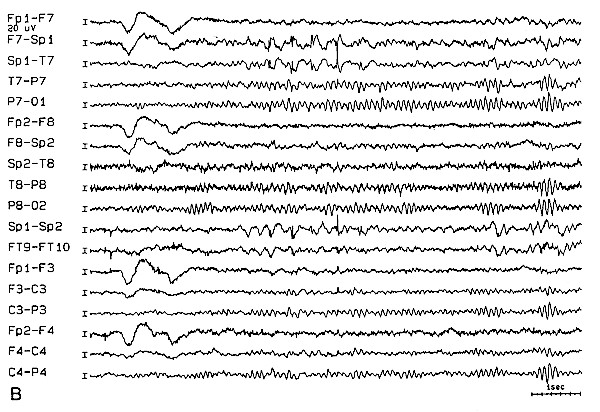 Fp1-F7
20 uV
F7-Sp1
Sp1-T7
T7-P7
P7-O1
Fp2-F8
F8-Sp2
Sp2-T8
T8-P8
P8-O2
Sp1-Sp2
FT9-FT10
Fp1-F3
F3-C3
C3-P3
Fp2-F4
F4-C4
C4-P4
1sec
B